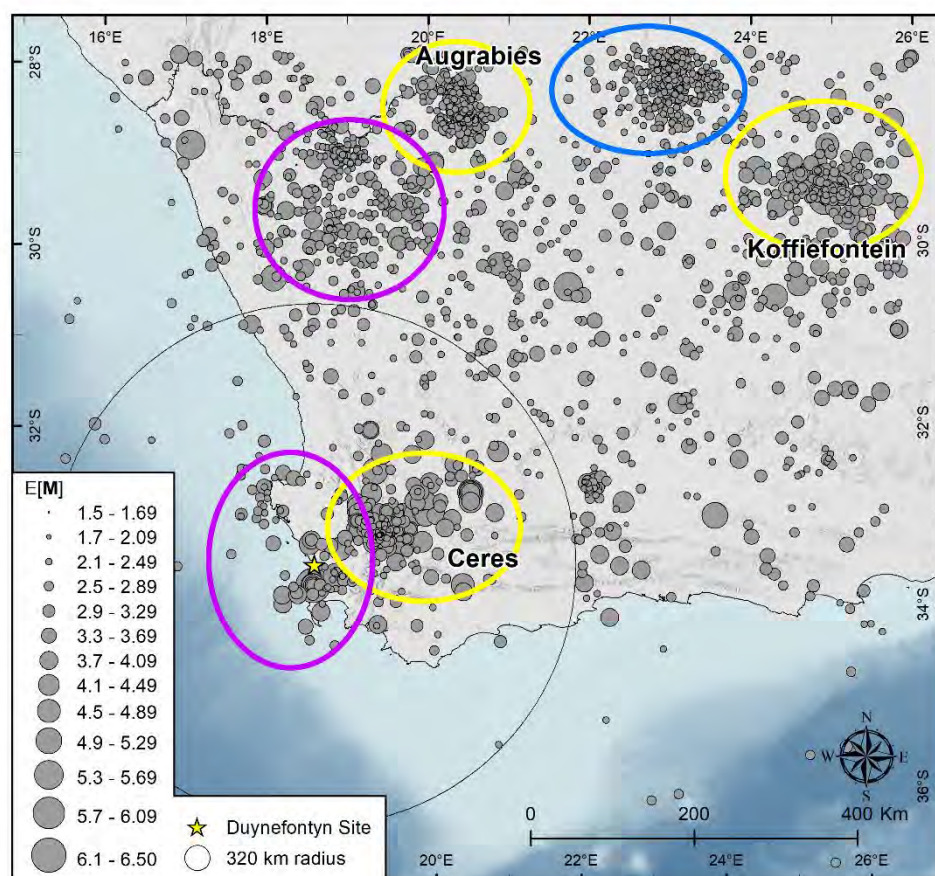 16°E 18°E 20°E 22°E 24°E 26°E
28°S
28°S
Augrabies
30°S
30°S
Koffiefontein
32°S
32°S
Ceres
34°S
36°S
E[M]
1.5 - 1.69
1.7 - 2.09
2.1 - 2.49
2.5 - 2.89
2.9 - 3.29
3.3 - 3.69
3.7 - 4.09
4.1 - 4.49
4.5 - 4.89
4.9 - 5.29
5.3 - 5.69
5.7 - 6.09
6.1 - 6.50
Duynefontyn Site
320 km radius
N
W E
S
0 200 400 Km
20°E 22°E 24°E 26°E